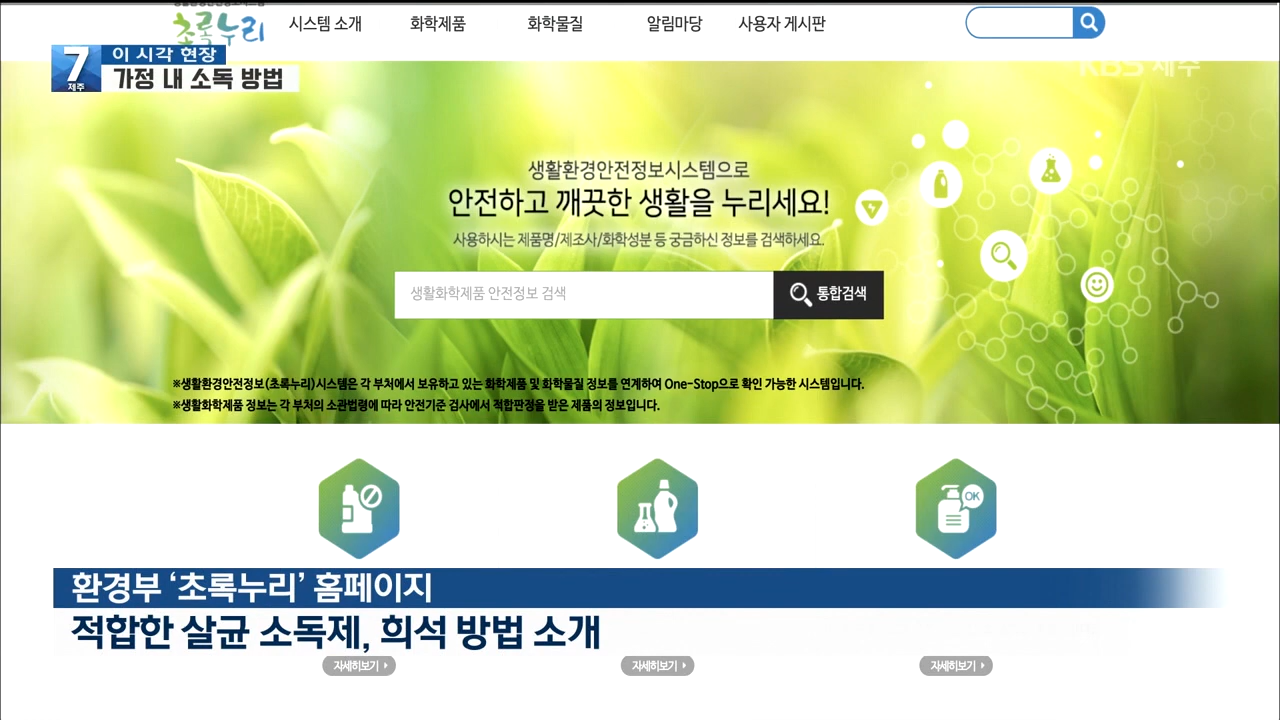 초록누리
시스템 소개 화학제품 화학물질 알림마당 사용자 게시판
7 제주
이 시각 현장
가정 내 소독 방법
KBS 제주
생활환경안전정보시스템으로
안전하고 깨끗한 생활을 누리세요!
사용하시는 제품명/제조사/화학성분 등 궁금하신 정보를 검색하세요.
생활화학제품 안전정보 검색
통합검색
※생활환경안전정보(초록누리)시스템은 각 부처에서 보유하고 있는 화학제품 및 화학물질 정보를 연계하여 One-Stop으로 확인 가능한 시스템입니다.
※생활화학제품 정보는 각 부처의 소관법령에 따라 안전기준 검사에서 적합판정을 받은 제품의 정보입니다.
OK
환경부 ‘초록누리’ 홈페이지
적합한 살균 소독제, 희석 방법 소개
자세히보기 자세히보기 자세히보기